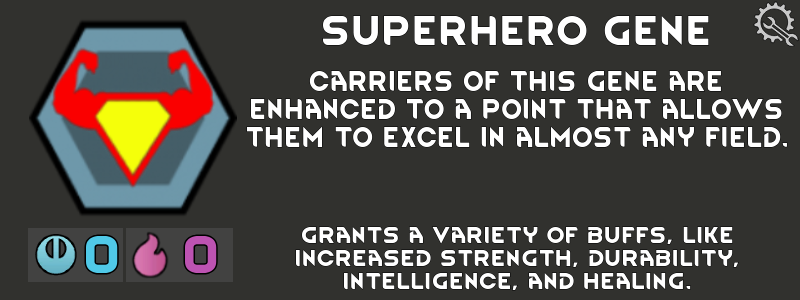 SUPERHERO GENE
CARRIERS OF THIS GENE ARE
ENHANCED TO A POINT THAT ALLOWS
THEM TO EXCEL IN ALMOST ANY FIELD.
0 0
GRANTS A VARIETY OF BUFFS, LIKE
INCREASED STRENGTH, DURABILITY,
INTELLIGENCE, AND HEALING.